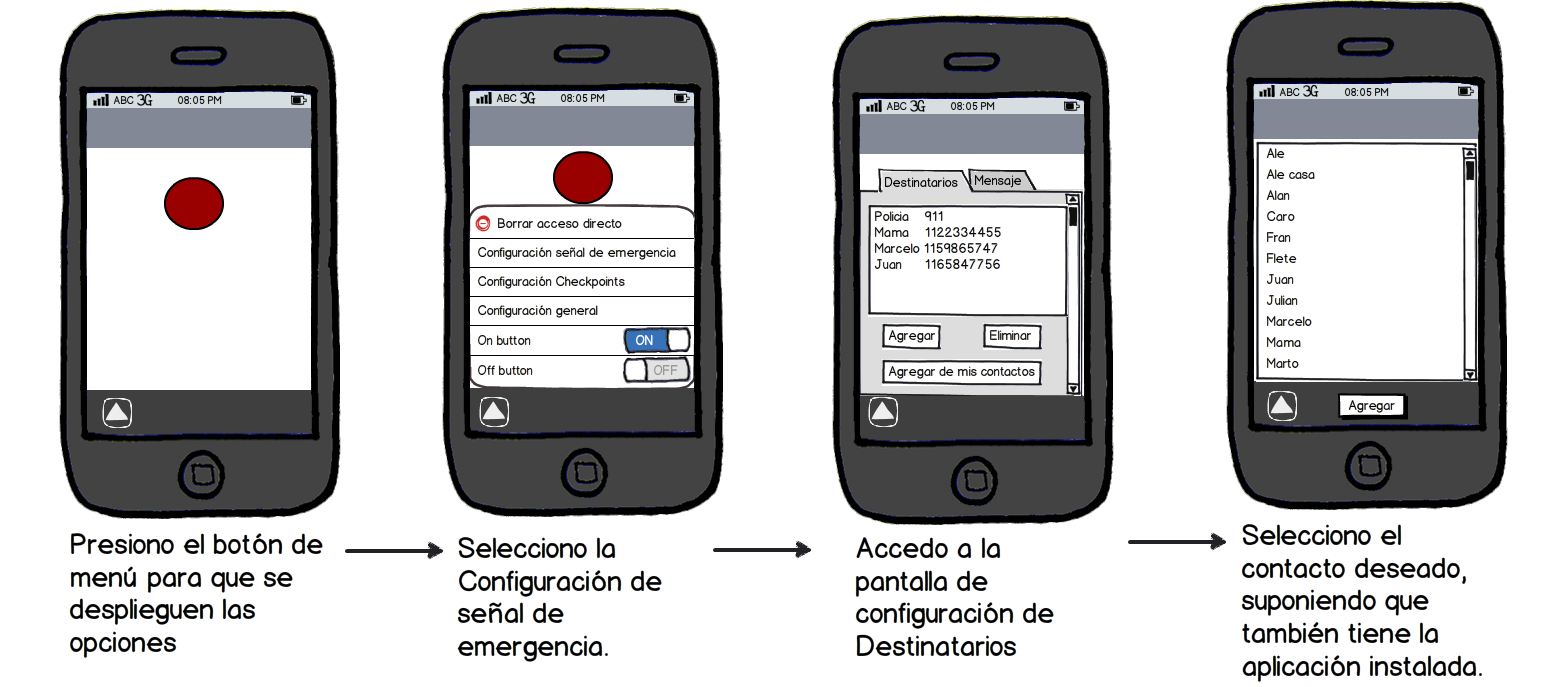 ABC 3G 08:05 PM
Presiono el botón de
menú para que se
desplieguen las
opciones
ABC 3G 08:05 PM
Borrar acceso directo
Configuración señal de emergencia
Configuración Checkpoints
Configuración general
On button ON
Off button OFF
Selecciono la
Configuración de
señal de
emergencia.
ABC 3G 08:05 PM
Destinatarios Mensaje
Policia 911
Mama 1122334455
Marcelo 1159865747
Juan 1165847756
Agregar Eliminar
Agregar de mis contactos
Accedo a la
pantalla de
configuración de
Destinatarios
ABC 3G 08:05 PM
Ale
Ale casa
Alan
Caro
Fran
Flete
Juan
Julian
Marcelo
Mama
Marto
Agregar
Selecciono el
contacto deseado,
suponiendo que
también tiene la
aplicación instalada.